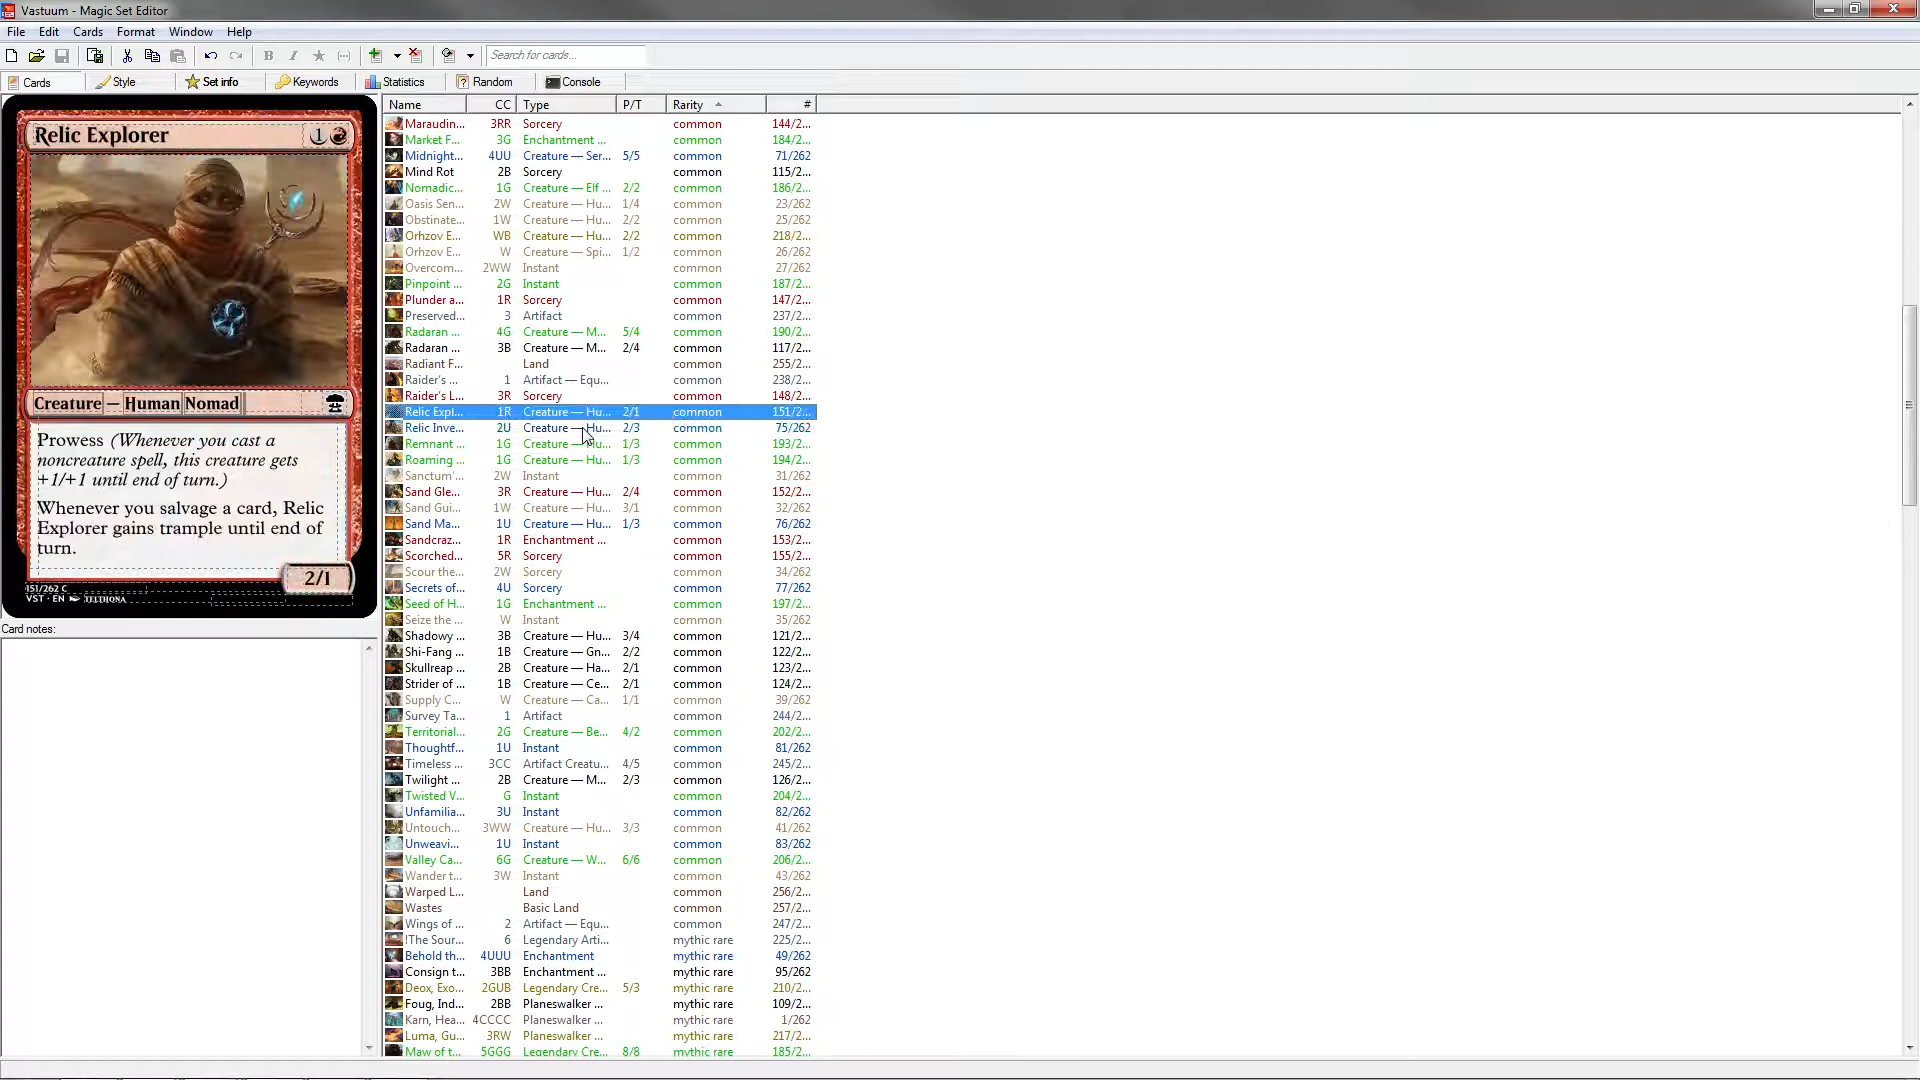 Vastuum - Magic Set Editor
File Edit Cards Format Window Help
B I Search for cards...
Cards Style Set info Keywords Statistics Random Console
Name CC Type P/T Rarity #
Relic Explorer 1
Creature — Human Nomad
Prowess (Whenever you cast a
noncreature spell, this creature gets
+1/+1 until end of turn.)
Whenever you salvage a card, Relic
Explorer gains trample until end of
turn.
2/1
151/262 C
VST · EN TELTHONA
Card notes:
Maraudin... 3RR Sorcery common 144/2...
Market F... 3G Enchantment ... common 184/2...
Midnight... 4UU Creature — Ser... 5/5 common 71/262
Mind Rot 2B Sorcery common 115/2...
Nomadic... 1G Creature — Elf ... 2/2 common 186/2...
Oasis Sen... 2W Creature — Hu... 1/4 common 23/262
Obstinate... 1W Creature — Hu... 2/2 common 25/262
Orhzov E... WB Creature — Hu... 2/2 common 218/2...
Orhzov E... W Creature — Spi... 1/2 common 26/262
Overcom... 2WW Instant common 27/262
Pinpoint ... 2G Instant common 187/2...
Plunder a... 1R Sorcery common 147/2...
Preserved... 3 Artifact common 237/2...
Radaran ... 4G Creature — M... 5/4 common 190/2...
Radaran ... 3B Creature — M... 2/4 common 117/2...
Radiant F... Land common 255/2...
Raider's ... 1 Artifact — Equ... common 238/2...
Raider's L... 3R Sorcery common 148/2...
Relic Expl... 1R Creature — Hu... 2/1 common 151/2...
Relic Inve... 2U Creature — Hu... 2/3 common 75/262
Remnant ... 1G Creature — Hu... 1/3 common 193/2...
Roaming ... 1G Creature — Hu... 1/3 common 194/2...
Sanctum'... 2W Instant common 31/262
Sand Gle... 3R Creature — Hu... 2/4 common 152/2...
Sand Gui... 1W Creature — Hu... 3/1 common 32/262
Sand Ma... 1U Creature — Hu... 1/3 common 76/262
Sandcraz... 1R Enchantment ... common 153/2...
Scorched... 5R Sorcery common 155/2...
Scour the... 2W Sorcery common 34/262
Secrets of... 4U Sorcery common 77/262
Seed of H... 1G Enchantment ... common 197/2...
Seize the ... W Instant common 35/262
Shadowy ... 3B Creature — Hu... 3/4 common 121/2...
Shi-Fang ... 1B Creature — Gn... 2/2 common 122/2...
Skullreap ... 2B Creature — Ha... 2/1 common 123/2...
Strider of ... 1B Creature — Ce... 2/1 common 124/2...
Supply C... W Creature — Ca... 1/1 common 39/262
Survey Ta... 1 Artifact common 244/2...
Territorial... 2G Creature — Be... 4/2 common 202/2...
Thoughtf... 1U Instant common 81/262
Timeless ... 3CC Artifact Creatu... 4/5 common 245/2...
Twilight ... 2B Creature — M... 2/3 common 126/2...
Twisted V... G Instant common 204/2...
Unfamilia... 3U Instant common 82/262
Untouch... 3WW Creature — Hu... 3/3 common 41/262
Unweavi... 1U Instant common 83/262
Valley Ca... 6G Creature — W... 6/6 common 206/2...
Wander t... 3W Instant common 43/262
Warped L... Land common 256/2...
Wastes Basic Land common 257/2...
Wings of ... 2 Artifact — Equ... common 247/2...
!The Sour... 6 Legendary Arti... mythic rare 225/2...
Behold th... 4UUU Enchantment mythic rare 49/262
Consign t... 3BB Enchantment ... mythic rare 95/262
Deox, Exo... 2GUB Legendary Cre... 5/3 mythic rare 210/2...
Foug, Ind... 2BB Planeswalker ... mythic rare 109/2...
Karn, Hea... 4CCCC Planeswalker ... mythic rare 1/262
Luma, Gu... 3RW Planeswalker ... mythic rare 217/2...
Maw of t... 5GGG Legendary Cre... 8/8 mythic rare 185/2...